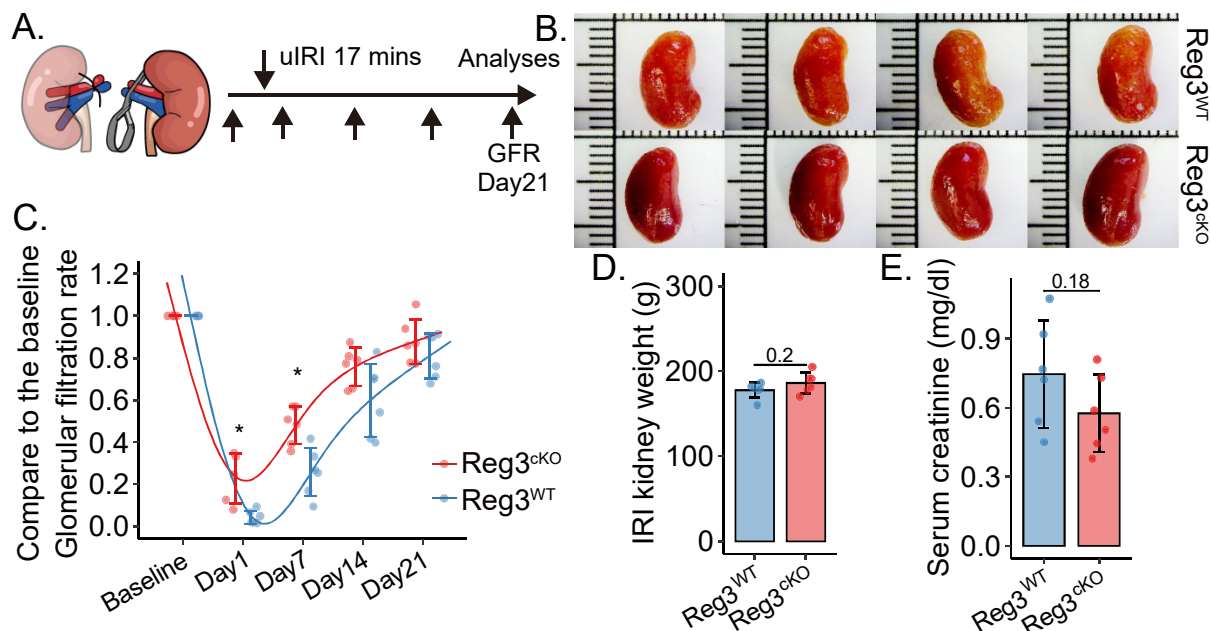 A.
uIRI 17 mins
Analyses
GFR
Day21
B.
Reg3WT
Reg3cKO
C.
Compare to the baseline
Glomerular filtration rate
1.2
1.0
0.8
0.6
0.4
0.2
0.0
*
*
Reg3cKO
Reg3WT
Baseline
Day1
Day7
Day14
Day21
D.
IRI kidney weight (g)
300
200
100
0
0.2
Reg3WT
Reg3cKO
E.
Serum creatinine (mg/dl)
0.9
0.6
0.3
0.0
0.18
Reg3WT
Reg3cKO